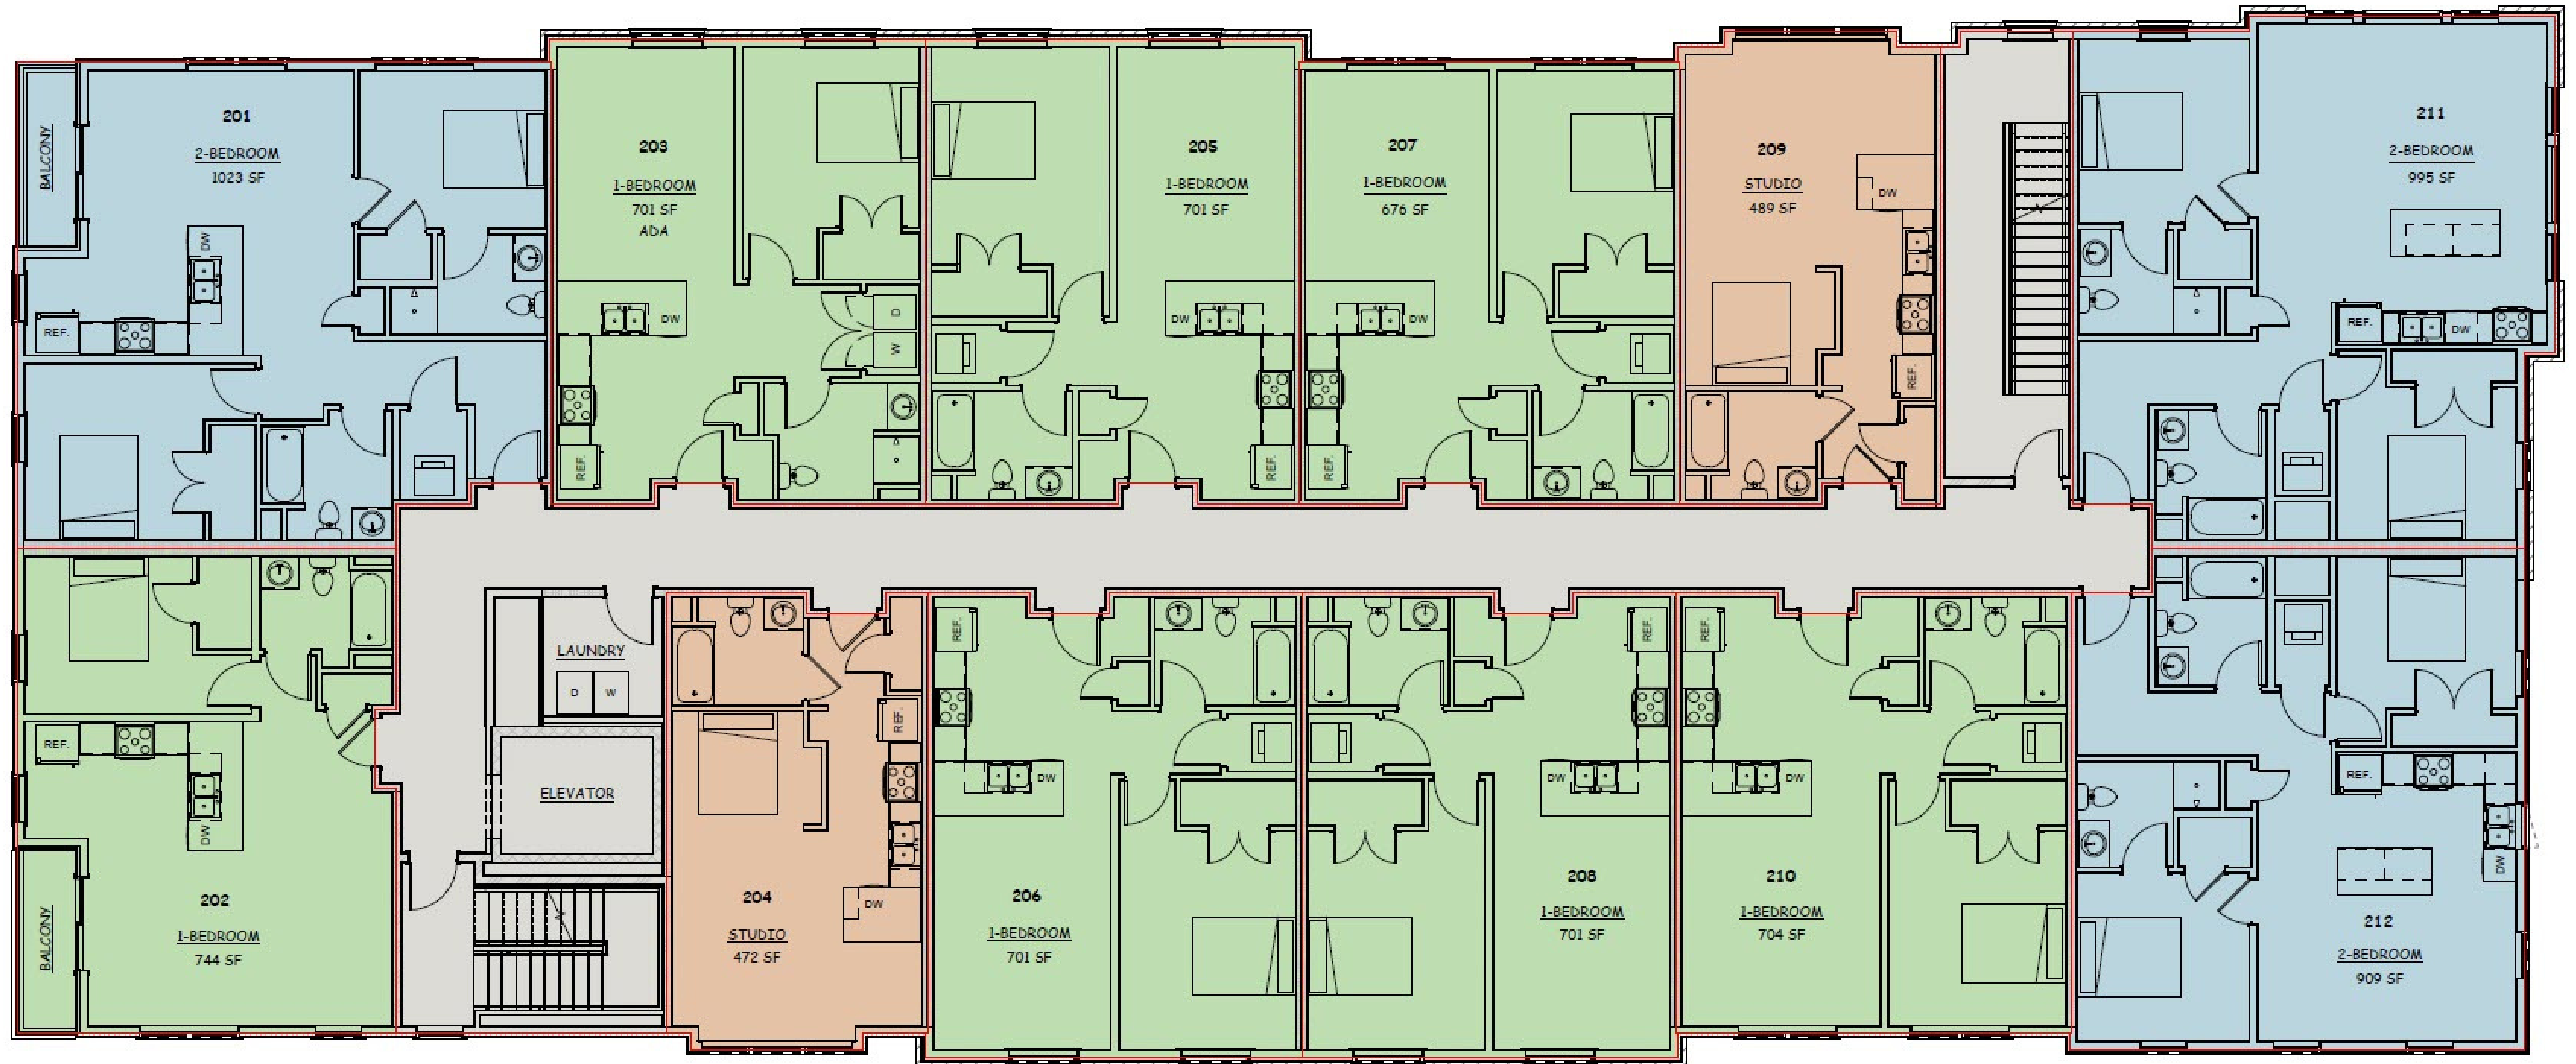 BALCONY
201
2-BEDROOM
1023 SF
DW
REF.
203
1-BEDROOM
701 SF
ADA
DW
REF.
D
W
205
1-BEDROOM
701 SF
DW
REF.
207
1-BEDROOM
676 SF
DW
REF.
209
STUDIO
489 SF
DW
REF.
211
2-BEDROOM
995 SF
REF.
DW
REF.
DW
BALCONY
202
1-BEDROOM
744 SF
LAUNDRY
D
W
ELEVATOR
REF.
204
STUDIO
472 SF
DW
REF.
DW
206
1-BEDROOM
701 SF
REF.
DW
208
1-BEDROOM
701 SF
REF.
DW
210
1-BEDROOM
704 SF
REF.
DW
212
2-BEDROOM
909 SF